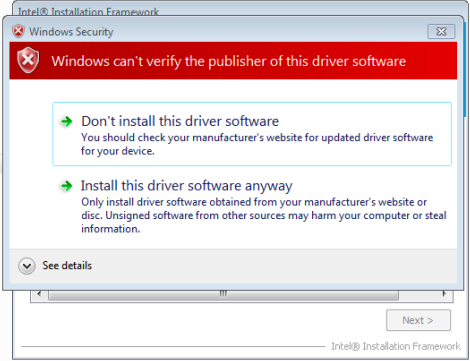 Intel® Installation Framework
Windows Security
Windows can't verify the publisher of this driver software
Don't install this driver software
You should check your manufacturer's website for updated driver software
for your device.
Install this driver software anyway
Only install driver software obtained from your manufacturer's website or
disc. Unsigned software from other sources may harm your computer or steal
information.
See details
Next >
Intel® Installation Framework